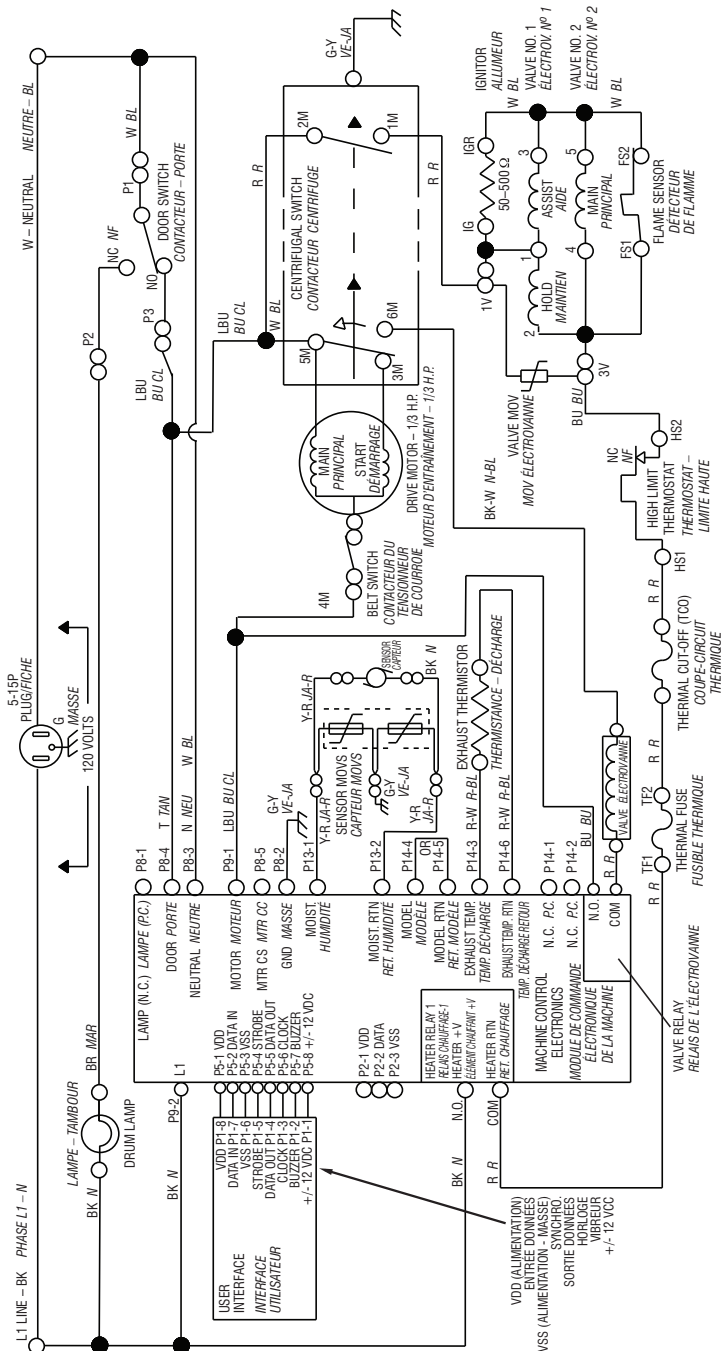 L1 LINE – BK PHASE L1 – N
5-15P
PLUG/FICHE
G
MASSE
120 VOLTS
W – NEUTRAL NEUTRE – BL
BK N
LAMPE – TAMBOUR
DRUM LAMP
BR MAR
P2
NC NF
P1
W BL
DOOR SWITCH
CONTACTEUR – PORTE
NO
P3
LBU
BU CL
BK N
P9-2
L1
LAMP (N.C.) LAMPE (P.C.)
P8-1
DOOR PORTE
P8-4
T TAN
NEUTRAL NEUTRE
P8-3
N NEU
W BL
MOTOR MOTEUR
P9-1
LBU BU CL
MTR CS MTR CC
P8-5
GND MASSE
P8-2
G-Y
VE-JA
MOIST.
HUMIDITÉ
P13-1
Y-R JA-R
MOIST. RTN
RET. HUMIDITÉ
P13-2
MODEL
MODÈLE
P14-4
OR
MODEL RTN
RET. MODÈLE
P14-5
EXHAUST TEMP.
TEMP. DÉCHARGE
P14-3
R-W R-BL
EXHAUST TEMP. RTN
TEMP. DÉCHARGE RETOUR
P14-6
R-W R-BL
N.C. P.C.
P14-1
N.C. P.C.
P14-2
N.O.
COM
P5-1 VDD
P5-2 DATA IN
P5-3 VSS
P5-4 STROBE
P5-5 DATA OUT
P5-6 CLOCK
P5-7 BUZZER
P5-8 +/- 12 VDC
VDD P1-8
DATA IN P1-7
VSS P1-6
STROBE P1-5
DATA OUT P1-4
CLOCK P1-3
BUZZER P1-2
+/- 12 VDC P1-1
USER
INTERFACE
INTERFACE
UTILISATEUR
P2-1 VDD
P2-2 DATA
P2-3 VSS
HEATER RELAY 1
RELAIS CHAUFFAGE-1
HEATER +V
ÉLÉMENT CHAUFFANT +V
HEATER RTN
RET. CHAUFFAGE
N.O.
COM
BK N
R R
MACHINE CONTROL
ELECTRONICS
MODULE DE COMMANDE
ÉLECTRONIQUE
DE LA MACHINE
VDD (ALIMENTATION)
ENTRÉE DONNÉES
VSS (ALIMENTATION - MASSE)
SYNCHRO.
SORTIE DONNÉES
HORLOGE
VIBREUR
+/- 12 VCC
VALVE RELAY
RELAIS DE L'ÉLECTROVANNE
SENSOR MOVS
CAPTEUR MOVS
Y-R JA-R
G-Y
VE-JA
Y-R
JA-R
SENSOR
CAPTEUR
BK N
EXHAUST THERMISTOR
THERMISTANCE – DÉCHARGE
4M
BELT SWITCH
CONTACTEUR DU
TENSIONNEUR
DE COURROIE
MAIN
PRINCIPAL
START
DÉMARRAGE
DRIVE MOTOR – 1/3 H.P.
MOTEUR D'ENTRAÎNEMENT – 1/3 H.P.
LBU
BU CL
W BL
5M
3M
6M
CENTRIFUGAL SWITCH
CONTACTEUR CENTRIFUGE
R R
2M
1M
G-Y
VE-JA
R R
BK-W N-BL
BU BU
R R
VALVE ÉLECTROVANNE
VALVE MOV
MOV ÉLECTROVANNE
1V
IG
IGR
50–500 Ω
IGNITOR
ALLUMEUR
W BL
VALVE NO. 1
ÉLECTROV. Nº 1
VALVE NO. 2
ÉLECTROV. Nº 2
W BL
1
3
ASSIST
AIDE
2
HOLD
MAINTIEN
4
5
MAIN
PRINCIPAL
FS1
FS2
FLAME SENSOR
DÉTECTEUR
DE FLAMME
BU BU
3V
HS2
NC
NF
HIGH LIMIT
THERMOSTAT
THERMOSTAT –
LIMITE HAUTE
HS1
R R
THERMAL CUT-OFF (TCO)
COUPE-CIRCUIT
THERMIQUE
R R
TF2
THERMAL FUSE
FUSIBLE THERMIQUE
TF1
R R